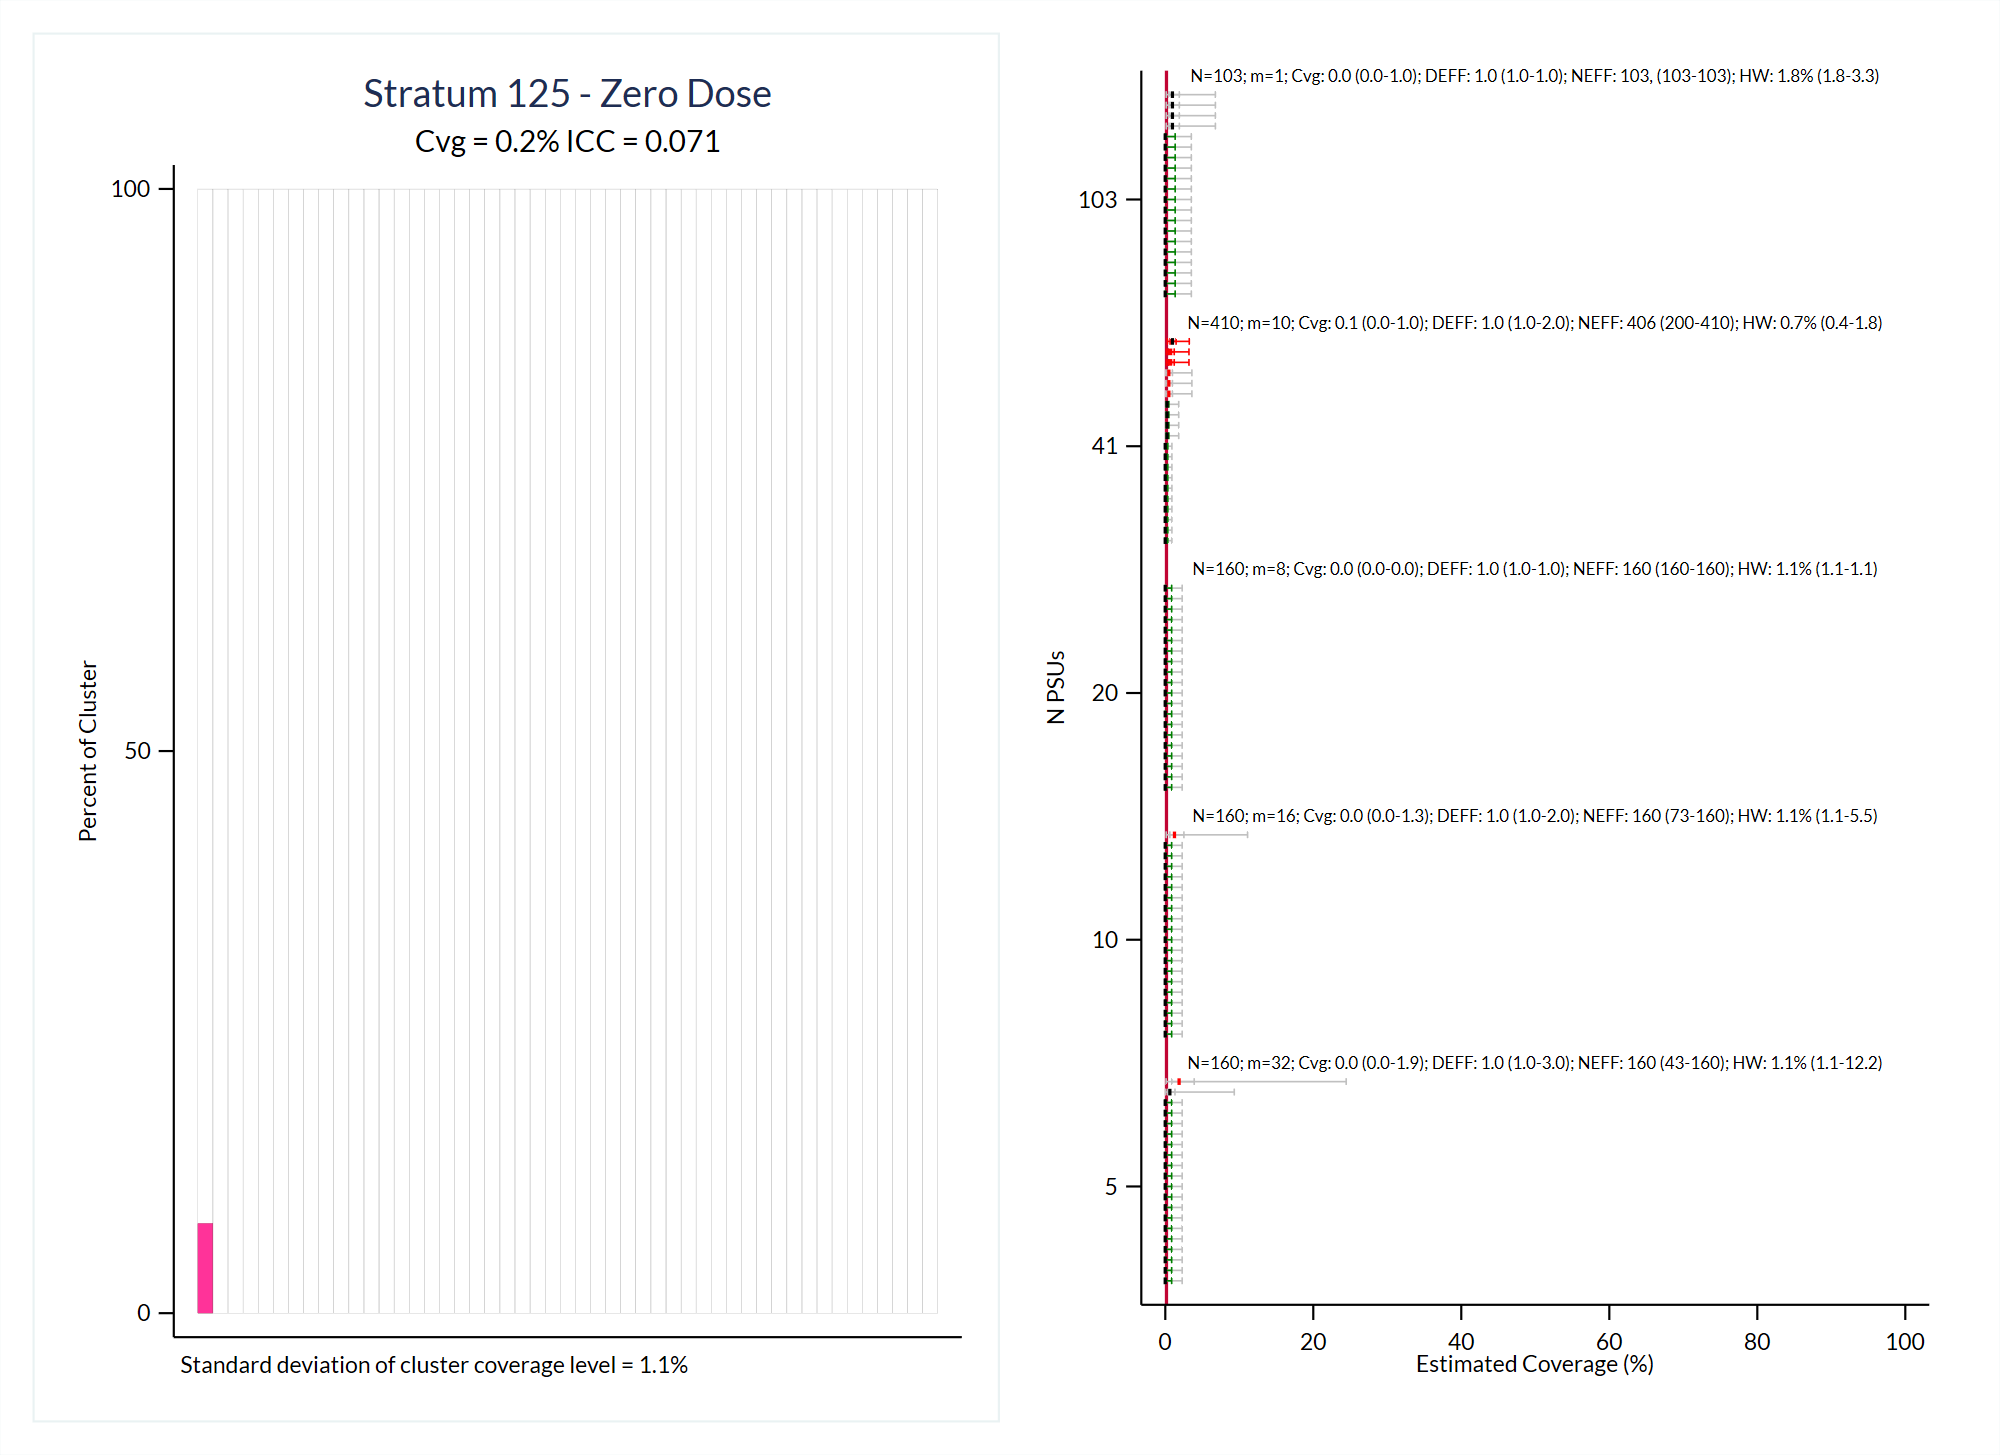 Stratum 125 - Zero Dose
Cvg = 0.2% ICC = 0.071
100
50
0
Percent of Cluster
Standard deviation of cluster coverage level = 1.1%
N=103; m=1; Cvg: 0.0 (0.0-1.0); DEFF: 1.0 (1.0-1.0); NEFF: 103, (103-103); HW: 1.8% (1.8-3.3)
103
N=410; m=10; Cvg: 0.1 (0.0-1.0); DEFF: 1.0 (1.0-2.0); NEFF: 406 (200-410); HW: 0.7% (0.4-1.8)
41
N=160; m=8; Cvg: 0.0 (0.0-0.0); DEFF: 1.0 (1.0-1.0); NEFF: 160 (160-160); HW: 1.1% (1.1-1.1)
20
N PSUs
N=160; m=16; Cvg: 0.0 (0.0-1.3); DEFF: 1.0 (1.0-2.0); NEFF: 160 (73-160); HW: 1.1% (1.1-5.5)
10
N=160; m=32; Cvg: 0.0 (0.0-1.9); DEFF: 1.0 (1.0-3.0); NEFF: 160 (43-160); HW: 1.1% (1.1-12.2)
5
0 20 40 60 80 100
Estimated Coverage (%)